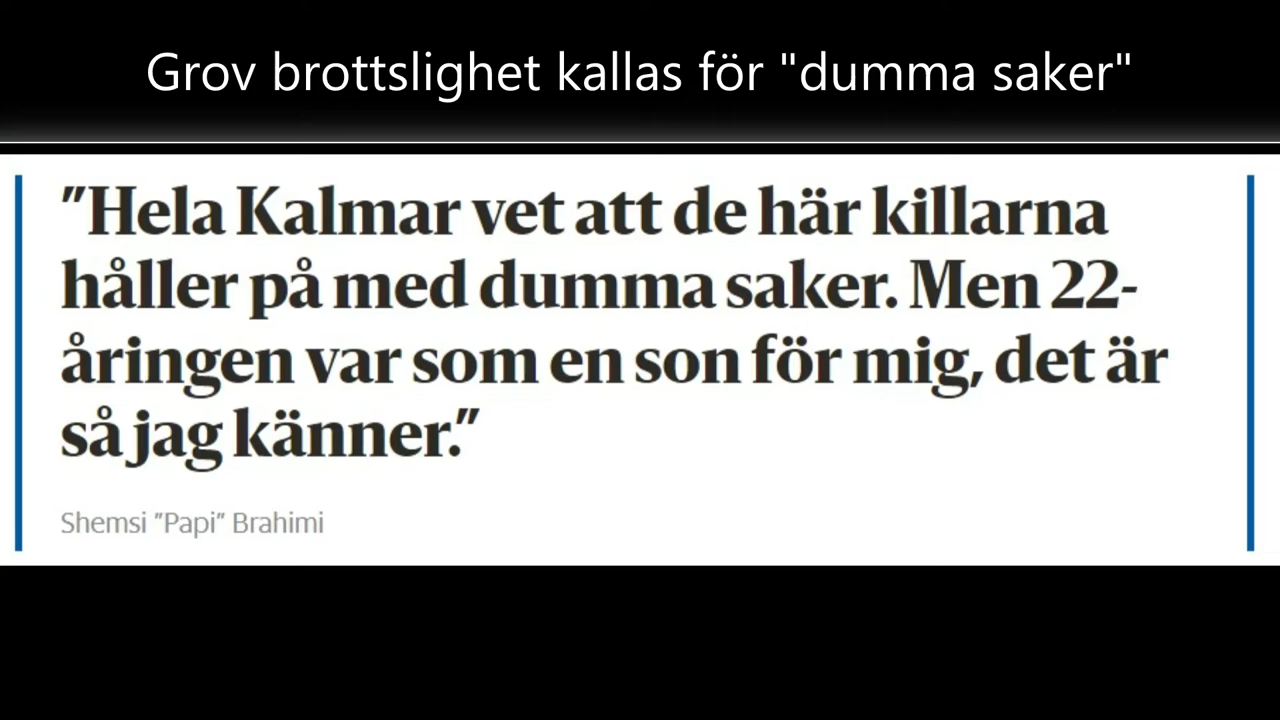 Grov brottslighet kallas för "dumma saker"
”Hela Kalmar vet att de här killarna
håller på med dumma saker. Men 22-
åringen var som en son för mig, det är
så jag känner.”
Shemsi ”Papi” Brahimi